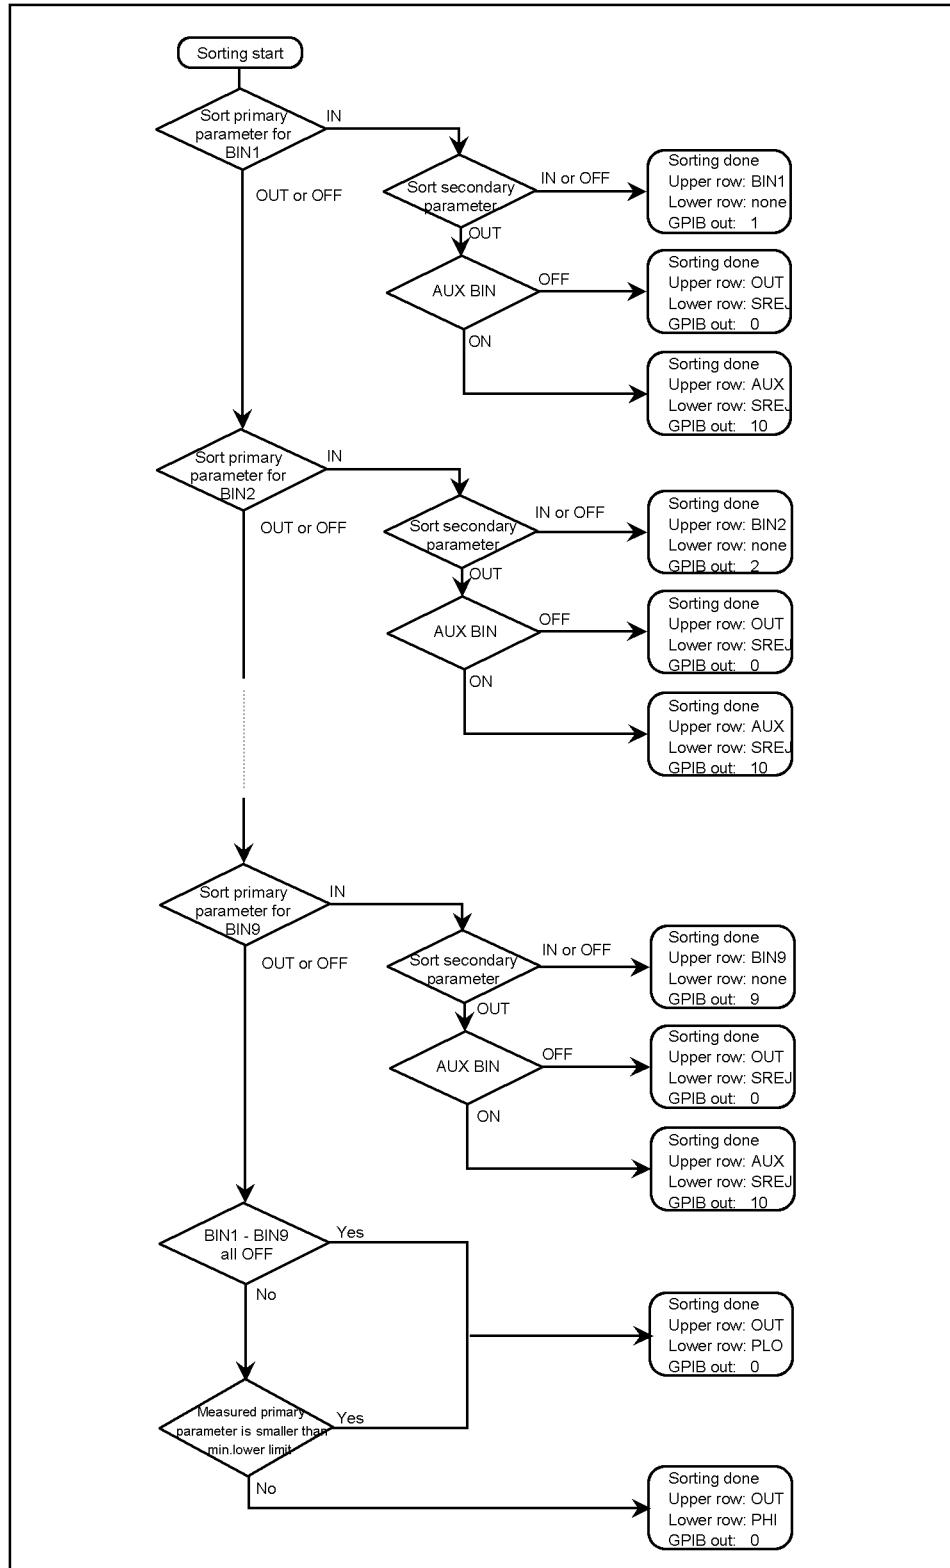 Sorting start
Sort primary
parameter for
BIN1
IN
OUT or OFF
Sort secondary
parameter
IN or OFF
OUT
Sorting done
Upper row: BIN1
Lower row: none
GPIB out: 1
AUX BIN
OFF
ON
Sorting done
Upper row: OUT
Lower row: SREJ
GPIB out: 0
Sorting done
Upper row: AUX
Lower row: SREJ
GPIB out: 10
Sort primary
parameter for
BIN2
IN
OUT or OFF
Sort secondary
parameter
IN or OFF
OUT
Sorting done
Upper row: BIN2
Lower row: none
GPIB out: 2
AUX BIN
OFF
ON
Sorting done
Upper row: OUT
Lower row: SREJ
GPIB out: 0
Sorting done
Upper row: AUX
Lower row: SREJ
GPIB out: 10
Sort primary
parameter for
BIN9
IN
OUT or OFF
Sort secondary
parameter
IN or OFF
OUT
Sorting done
Upper row: BIN9
Lower row: none
GPIB out: 9
AUX BIN
OFF
ON
Sorting done
Upper row: OUT
Lower row: SREJ
GPIB out: 0
Sorting done
Upper row: AUX
Lower row: SREJ
GPIB out: 10
BIN1 - BIN9
all OFF
Yes
No
Sorting done
Upper row: OUT
Lower row: PLO
GPIB out: 0
Measured primary
parameter is smaller than
min.lower limit
Yes
No
Sorting done
Upper row: OUT
Lower row: PHI
GPIB out: 0